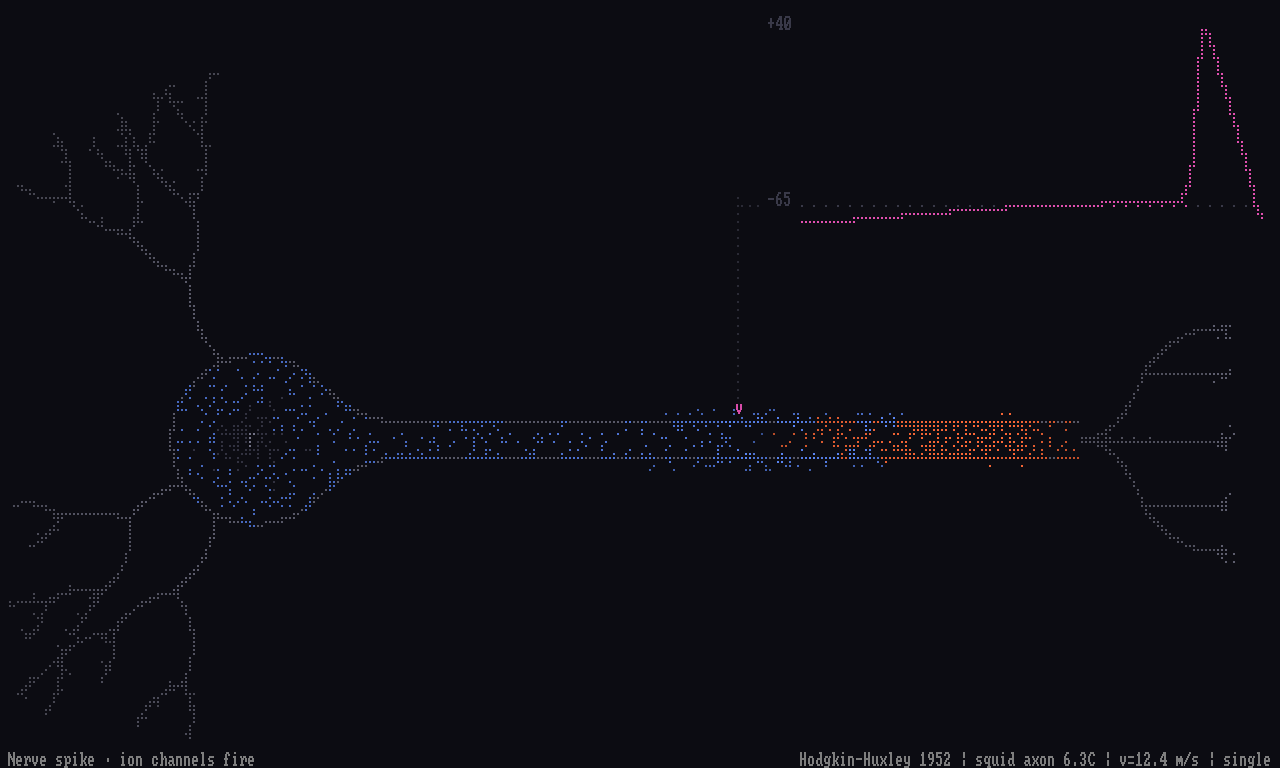 +40
-65
v
Nerve spike · ion channels fire
Hodgkin-Huxley 1952 ¦ squid axon 6.3C ¦ v=12.4 m/s ¦ single